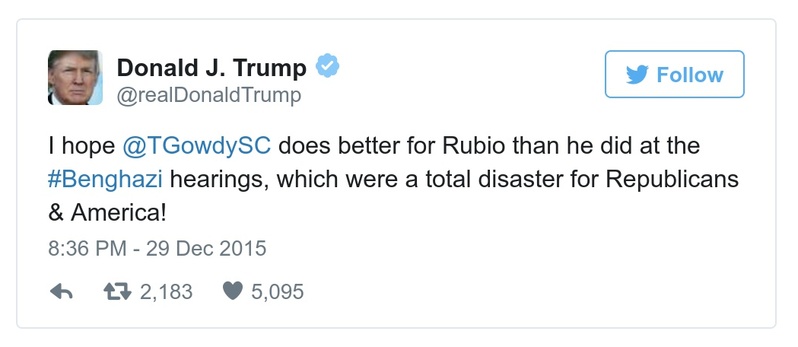 Donald J. Trump
Follow
@realDonaldTrump
I hope @TGowdySC does better for Rubio than he did at the
#Benghazi hearings, which were a total disaster for Republicans
& America!
8:36 PM - 29 Dec 2015
2,183 5,095